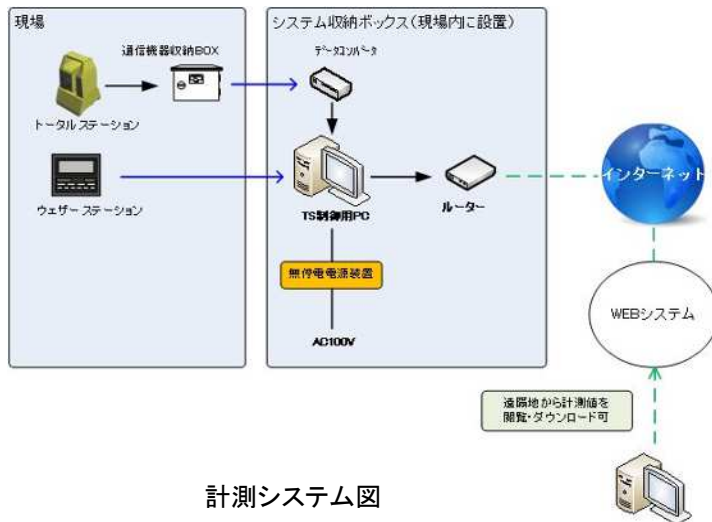 現場
システム収納ボックス(現場内に設置)
通信機器収納BOX
データコンバータ
トータルステーション
インターネット
ウェザーステーション
TS制御用PC
ルーター
無停電電源装置
WEBシステム
AC100V
遠隔地から計測値を
閲覧・ダウンロード可
計測システム図